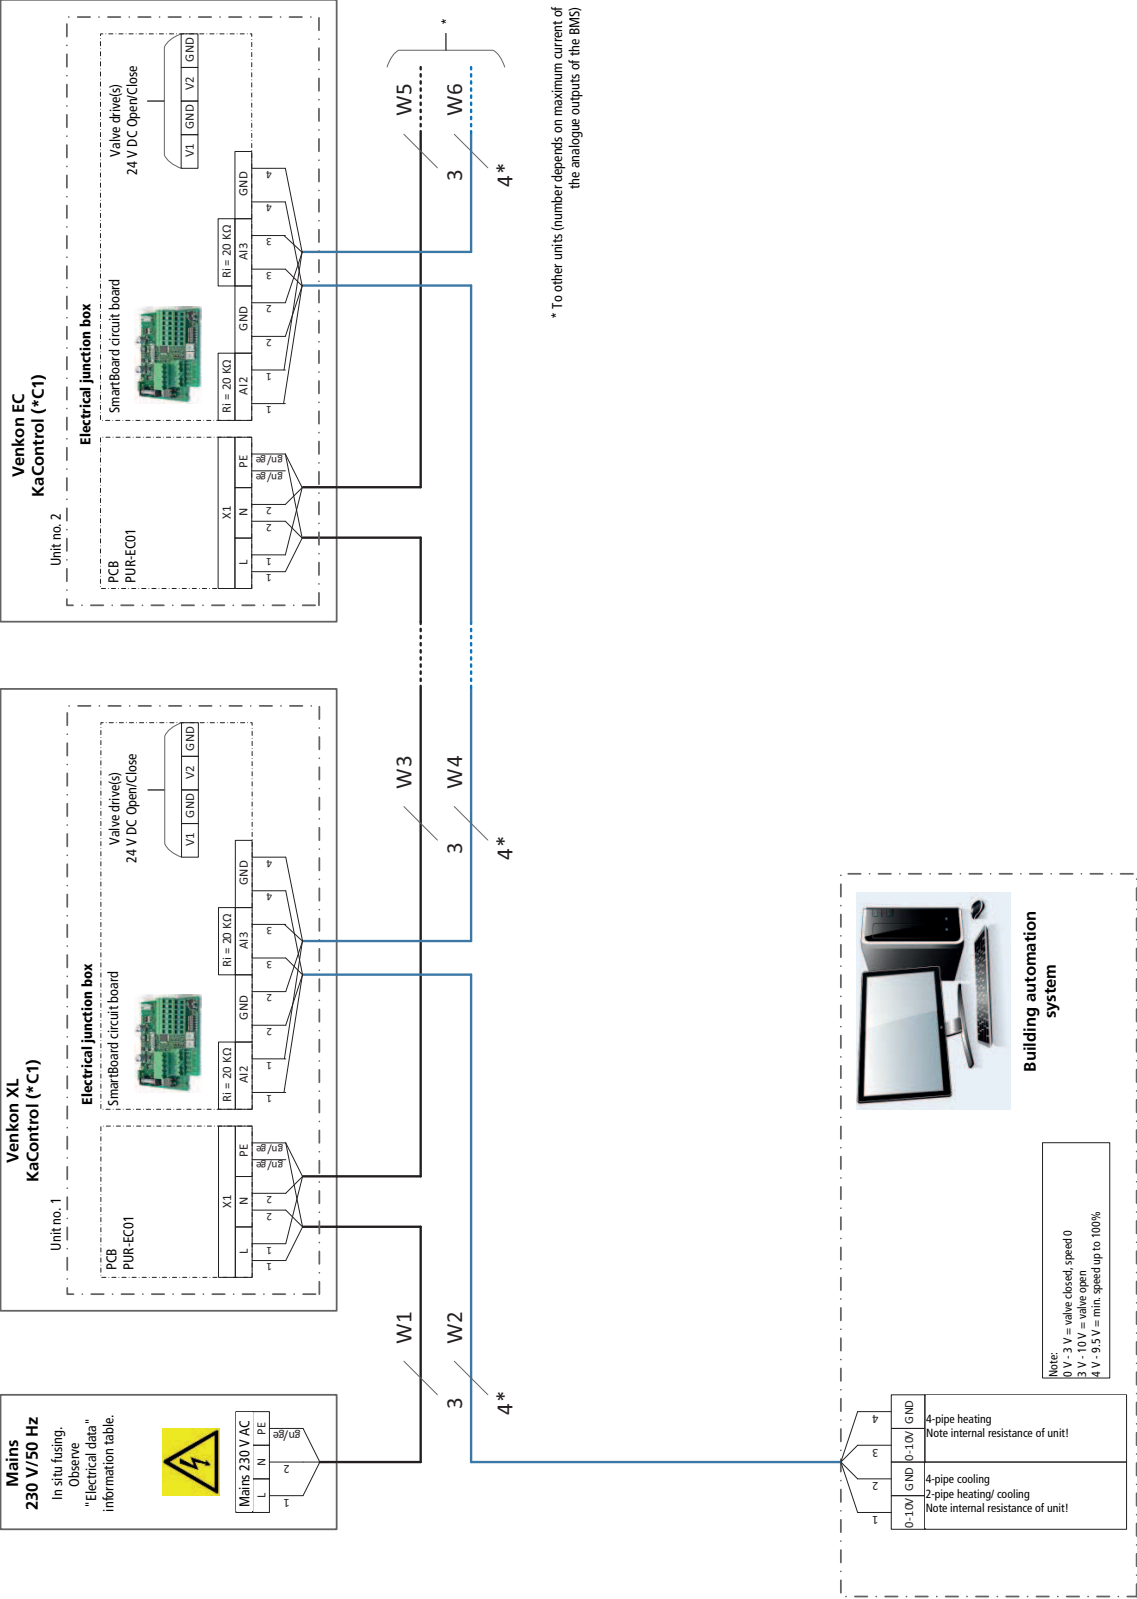 Mains
230 V/50 Hz
In situ fusing.
Observe
"Electrical data"
information table.
Mains 230 V AC
L N PE
1 2 gn/ge
W1
3
W2
4*
Venkon XL
KaControl (*C1)
Unit no. 1
Electrical junction box
PCB
PUR-EC01
X1
L N PE
1 1 2 2 gn/ge gn/ge
SmartBoard circuit board
Ri = 20 KΩ Ri = 20 KΩ
AI2 GND AI3 GND
1 1 2 2 3 3 4 4
Valve drive(s)
24 V DC Open/Close
V1 GND V2 GND
W3
3
W4
4*
Venkon EC
KaControl (*C1)
Unit no. 2
Electrical junction box
PCB
PUR-EC01
X1
L N PE
1 1 2 2 gn/ge gn/ge
SmartBoard circuit board
Ri = 20 KΩ Ri = 20 KΩ
AI2 GND AI3 GND
1 1 2 2 3 3 4 4
Valve drive(s)
24 V DC Open/Close
V1 GND V2 GND
W5
3
W6
4*
*
* To other units (number depends on maximum current of
the analogue outputs of the BMS)
1 2 3 4
0-10V GND 0-10V GND
4-pipe cooling
2-pipe heating/ cooling
Note internal resistance of unit!
4-pipe heating
Note internal resistance of unit!
Note:
0 V - 3 V = valve closed, speed 0
3 V - 10 V = valve open
4 V - 9.5 V = min. speed up to 100%
Building automation
system